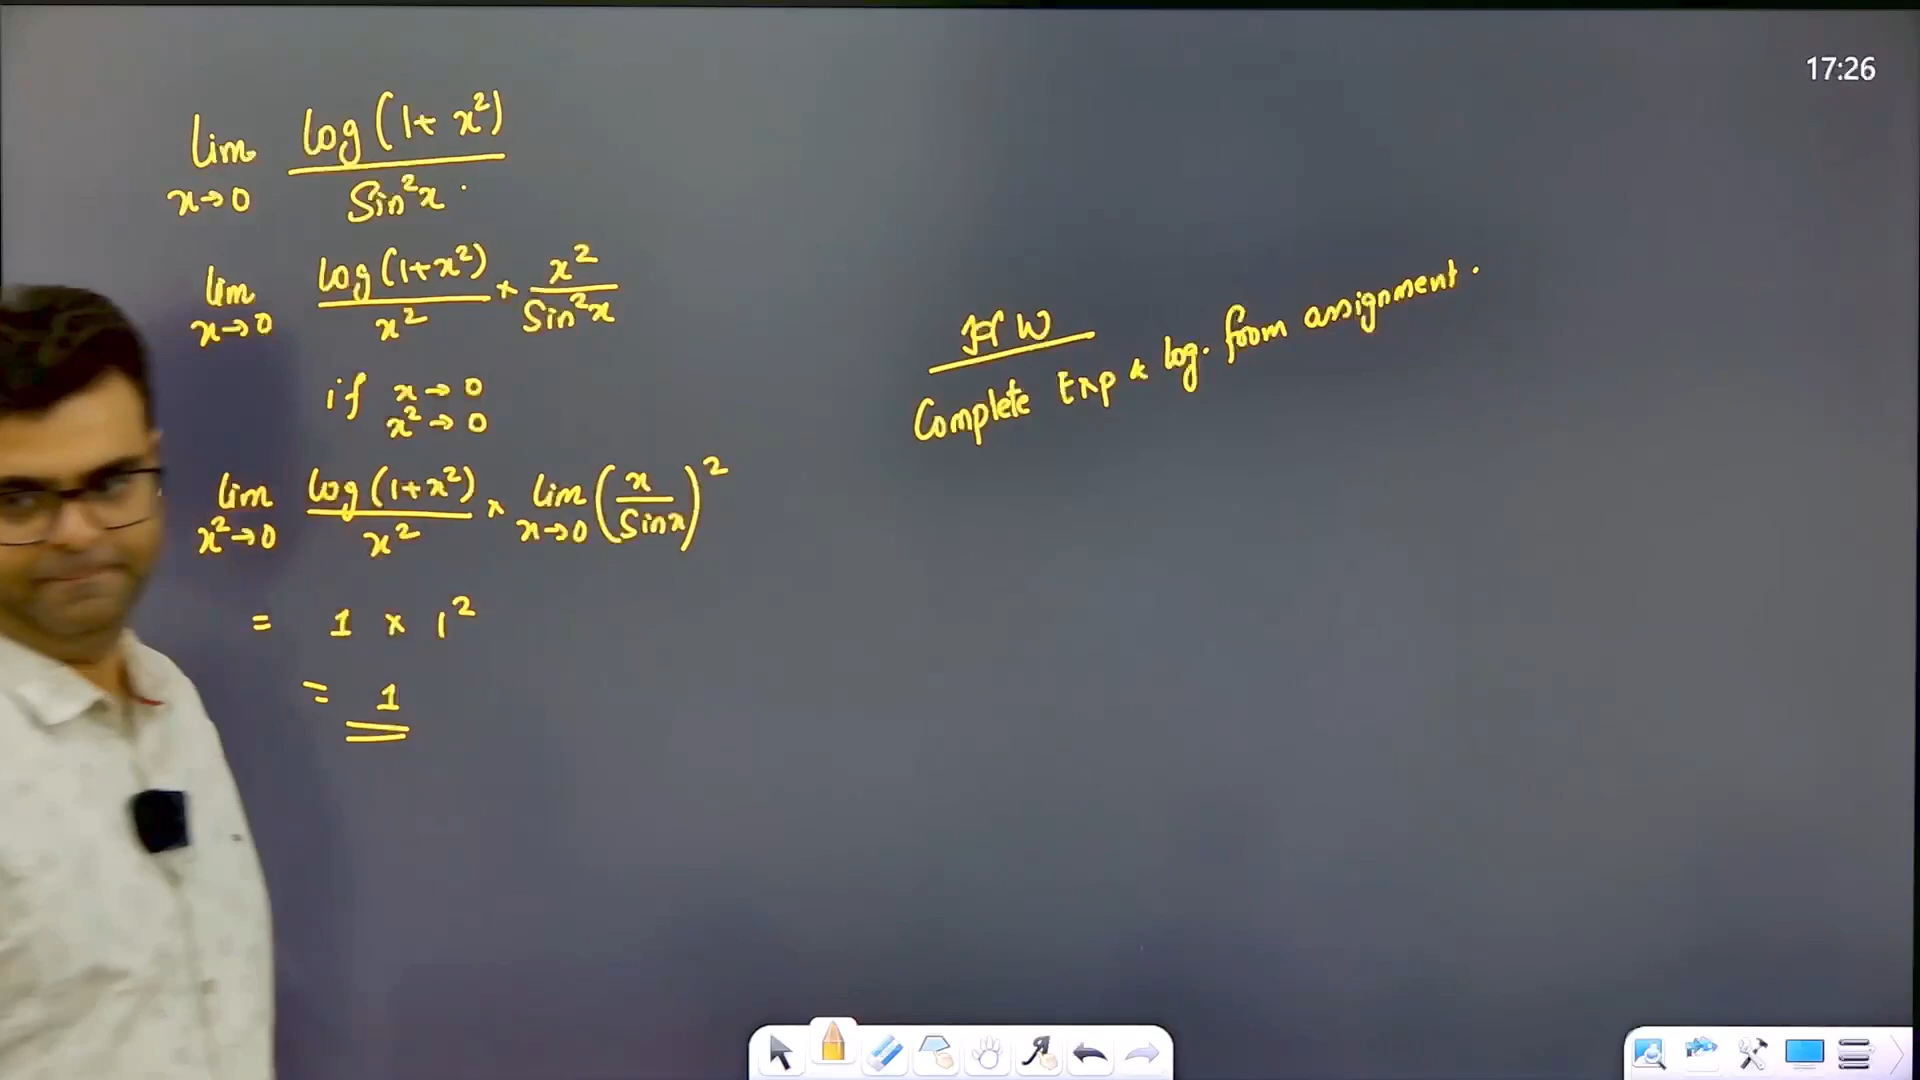 17:26
lim x→0 log(1+x²) / Sin²x .
lim x→0 log(1+x²) / x² × x² / Sin²x
if x→0
x²→0
lim x²→0 log(1+x²) / x² × lim x→0 (x / Sinx)²
= 1 × 1²
= 1
HW
Complete Exp & log. from assignment.